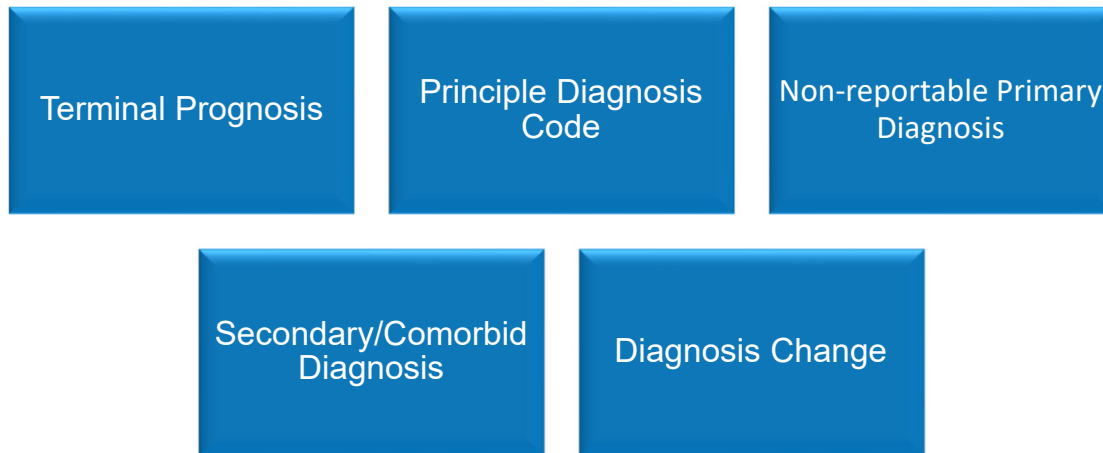 Terminal Prognosis
Principle Diagnosis
Code
Non-reportable Primary
Diagnosis
Secondary/Comorbid
Diagnosis
Diagnosis Change